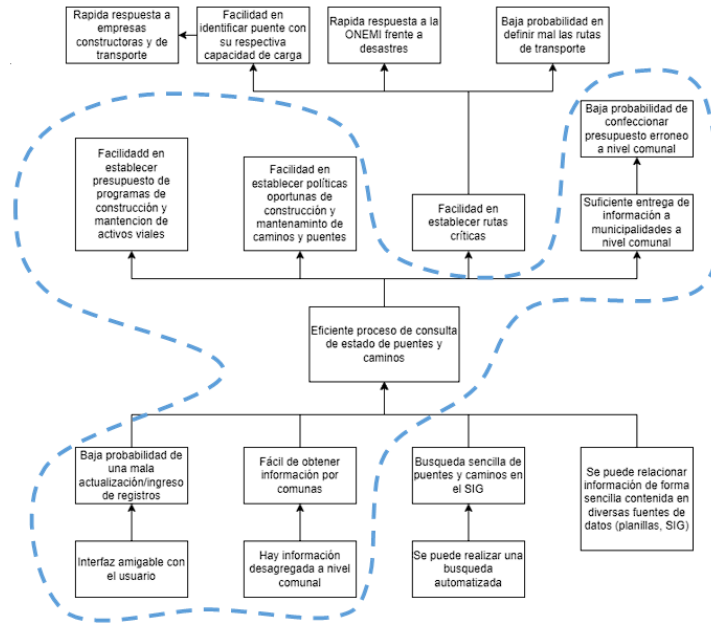 Rapida respuesta a
empresas constructoras y de
transporte
Facilidad en
identificar puente con
su respectiva
capacidad de carga
Rapida respuesta a la
ONEMI frente a
desastres
Baja probabilidad en
definir mal las rutas
de transporte
Baja probabilidad de
confeccionar
presupuesto erroneo
a nivel comunal
Facilidadd en
establecer
presupuesto de
programas de
construcción y
mantencion de
activos viales
Facilidad en
establecer políticas
oportunas de
construcción y
mantenaminto de
caminos y puentes
Facilidad en
establecer rutas
críticas
Suficiente entrega de
información a
municipalidades a
nivel comunal
Eficiente proceso de consulta
de estado de puentes y
caminos
Baja probabilidad de
una mala
actualización/ingreso
de registros
Fácil de obtener
información por
comunas
Busqueda sencilla de
puentes y caminos en
el SIG
Se puede relacionar
información de forma
sencilla contenida en
diversas fuentes de
datos (planillas, SIG)
Interfaz amigable con
el usuario
Hay información
desagregada a nivel
comunal
Se puede realizar una
busqueda
automatizada